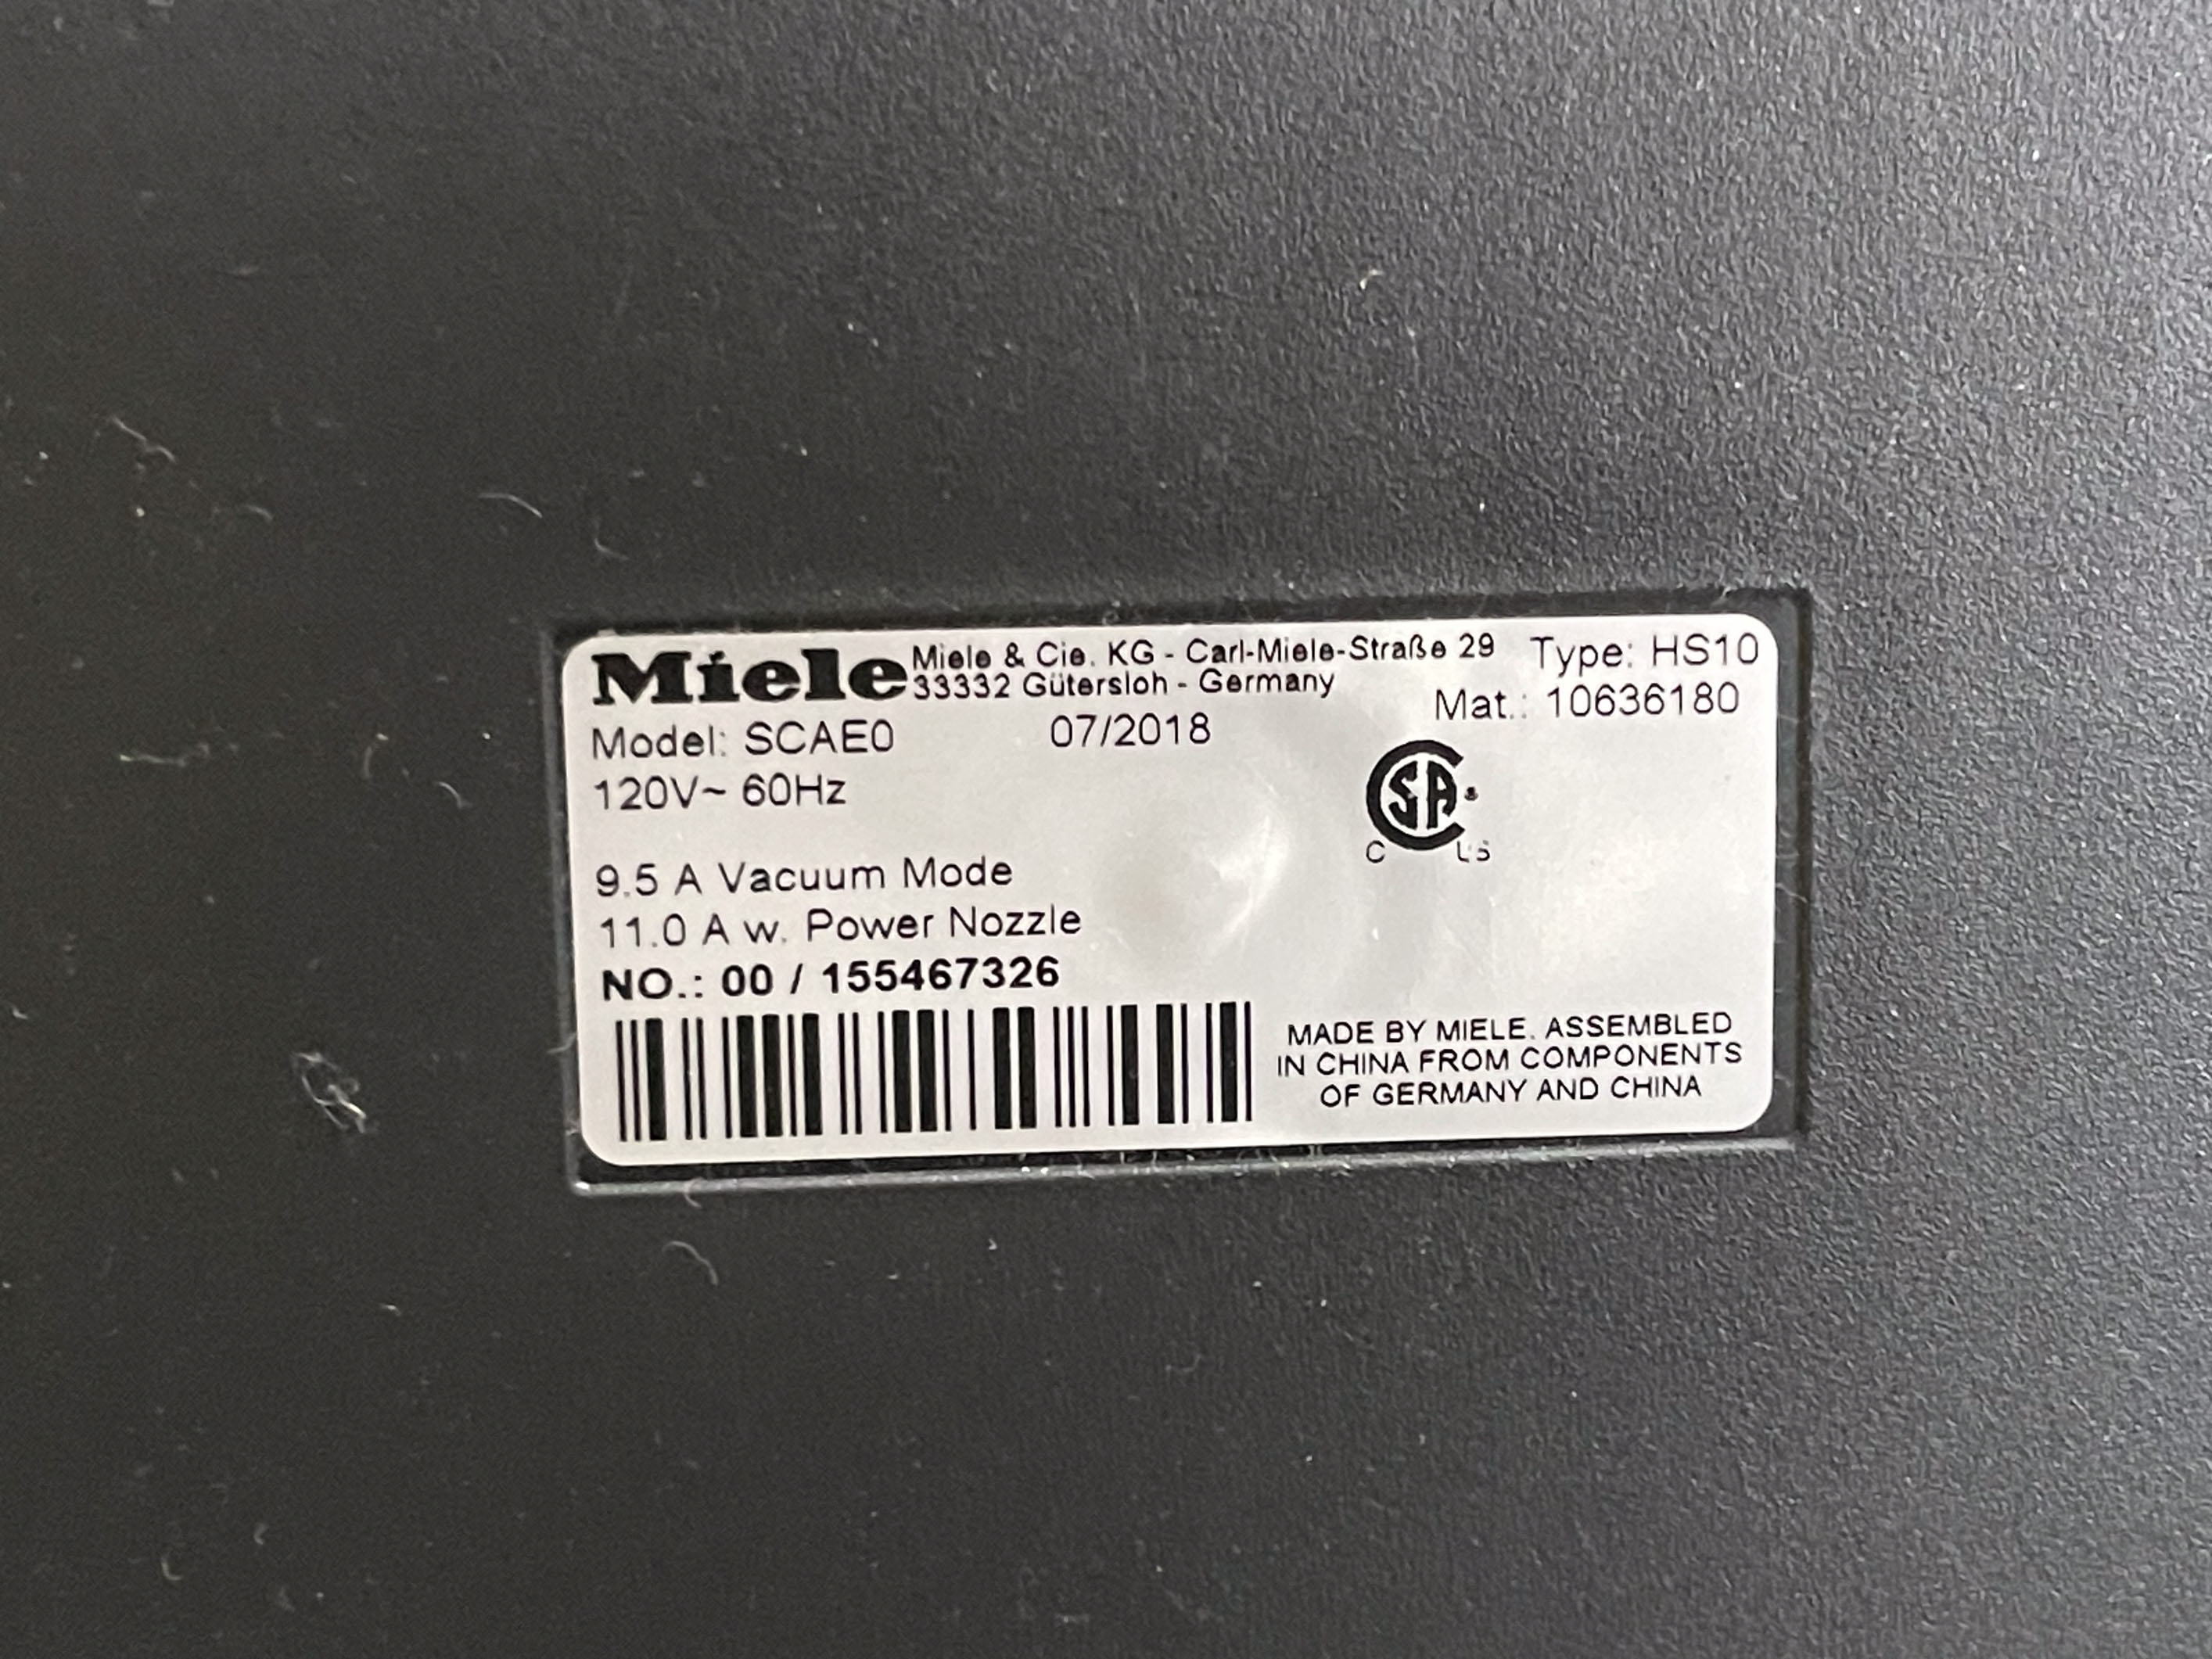 Miele Miele & Cie. KG - Carl-Miele-Straße 29 Type: HS10
33332 Gütersloh - Germany Mat.: 10636180
Model: SCAE0 07/2018
120V~ 60Hz
CSA
C US
9.5 A Vacuum Mode
11.0 A w. Power Nozzle
NO.: 00 / 155467326
MADE BY MIELE. ASSEMBLED
IN CHINA FROM COMPONENTS
OF GERMANY AND CHINA